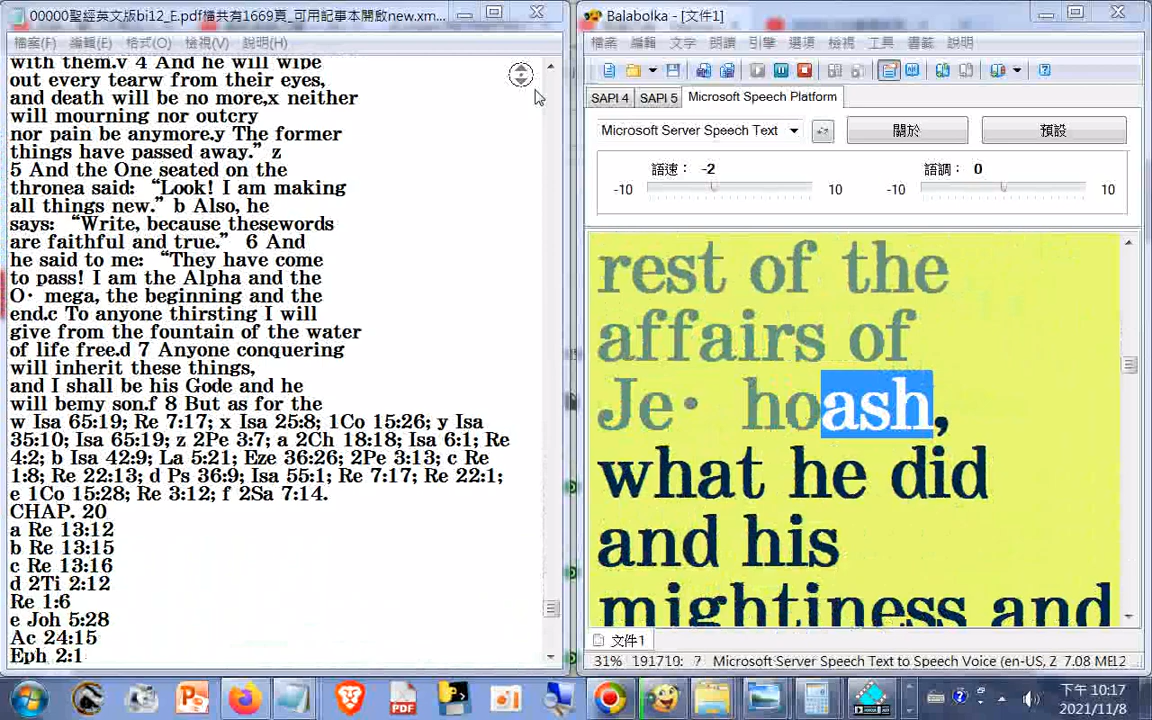 00000聖經英文版bi12_E.pdf檔共有1669頁_可用記事本開啟new.xm...
檔案(F) 編輯(E) 格式(O) 檢視(V) 說明(H)
with them.v 4 And he will wipe
out every tearw from their eyes,
and death will be no more,x neither
will mourning nor outcry
nor pain be anymore.y The former
things have passed away.” z
5 And the One seated on the
thronea said: “Look! I am making
all things new.” b Also, he
says: “Write, because thesewords
are faithful and true.” 6 And
he said to me: “They have come
to pass! I am the Alpha and the
O· mega, the beginning and the
end.c To anyone thirsting I will
give from the fountain of the water
of life free.d 7 Anyone conquering
will inherit these things,
and I shall be his Gode and he
will bemy son.f 8 But as for the
w Isa 65:19; Re 7:17; x Isa 25:8; 1Co 15:26; y Isa
35:10; Isa 65:19; z 2Pe 3:7; a 2Ch 18:18; Isa 6:1; Re
4:2; b Isa 42:9; La 5:21; Eze 36:26; 2Pe 3:13; c Re
1:8; Re 22:13; d Ps 36:9; Isa 55:1; Re 7:17; Re 22:1;
e 1Co 15:28; Re 3:12; f 2Sa 7:14.
CHAP. 20
a Re 13:12
b Re 13:15
c Re 13:16
d 2Ti 2:12
Re 1:6
e Joh 5:28
Ac 24:15
Eph 2:1
Balabolka - [文件1]
檔案 編輯 文字 朗讀 引擎 選項 檢視 工具 書籤 說明
SAPI 4 SAPI 5 Microsoft Speech Platform
Microsoft Server Speech Text 關於 預設
語速： -2 語調： 0
-10 10 -10 10
rest of the
affairs of
Je· hoash,
what he did
and his
mightiness and
文件1
31% 191719: 7 Microsoft Server Speech Text to Speech Voice (en-US, Z 7.08 ME
下午 10:17
2021/11/8